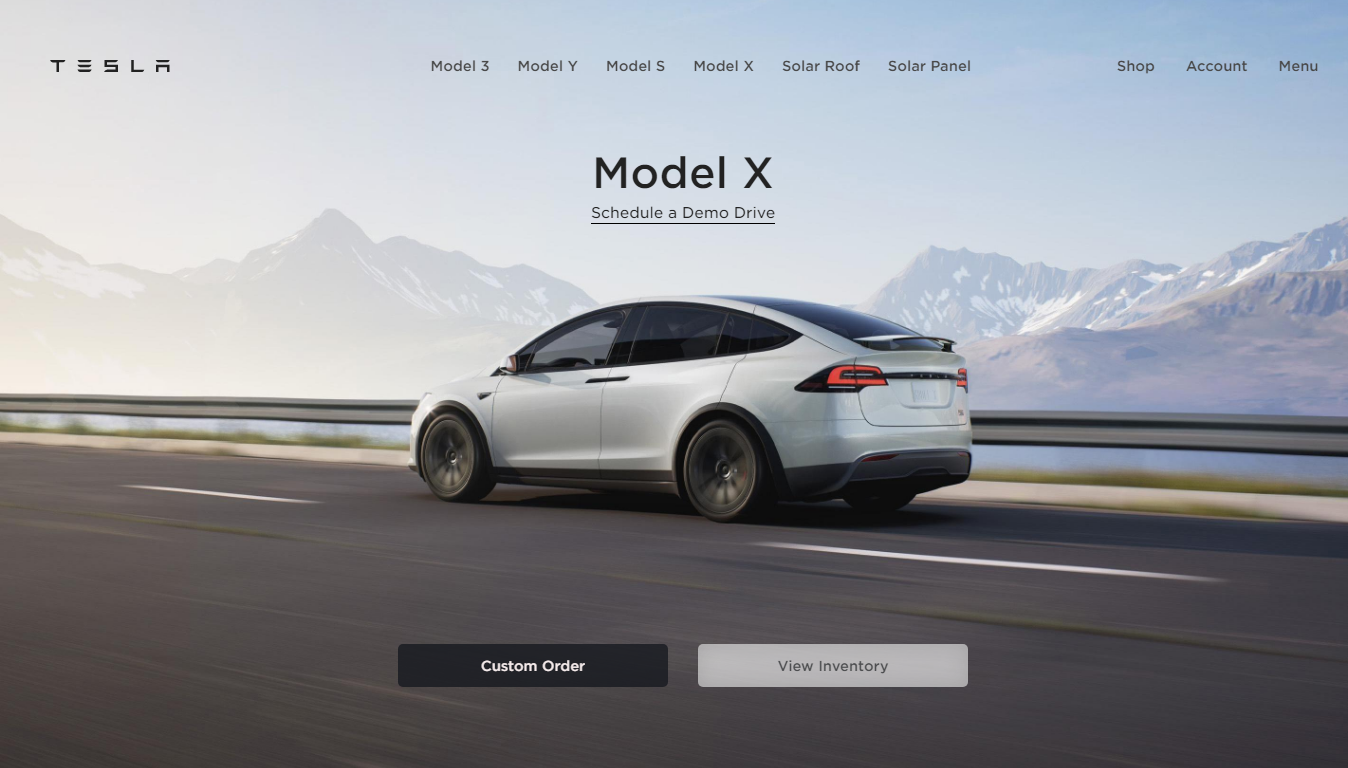 TESLA Model 3 Model Y Model S Model X Solar Roof Solar Panel Shop Account Menu
Model X
Schedule a Demo Drive
Custom Order View Inventory